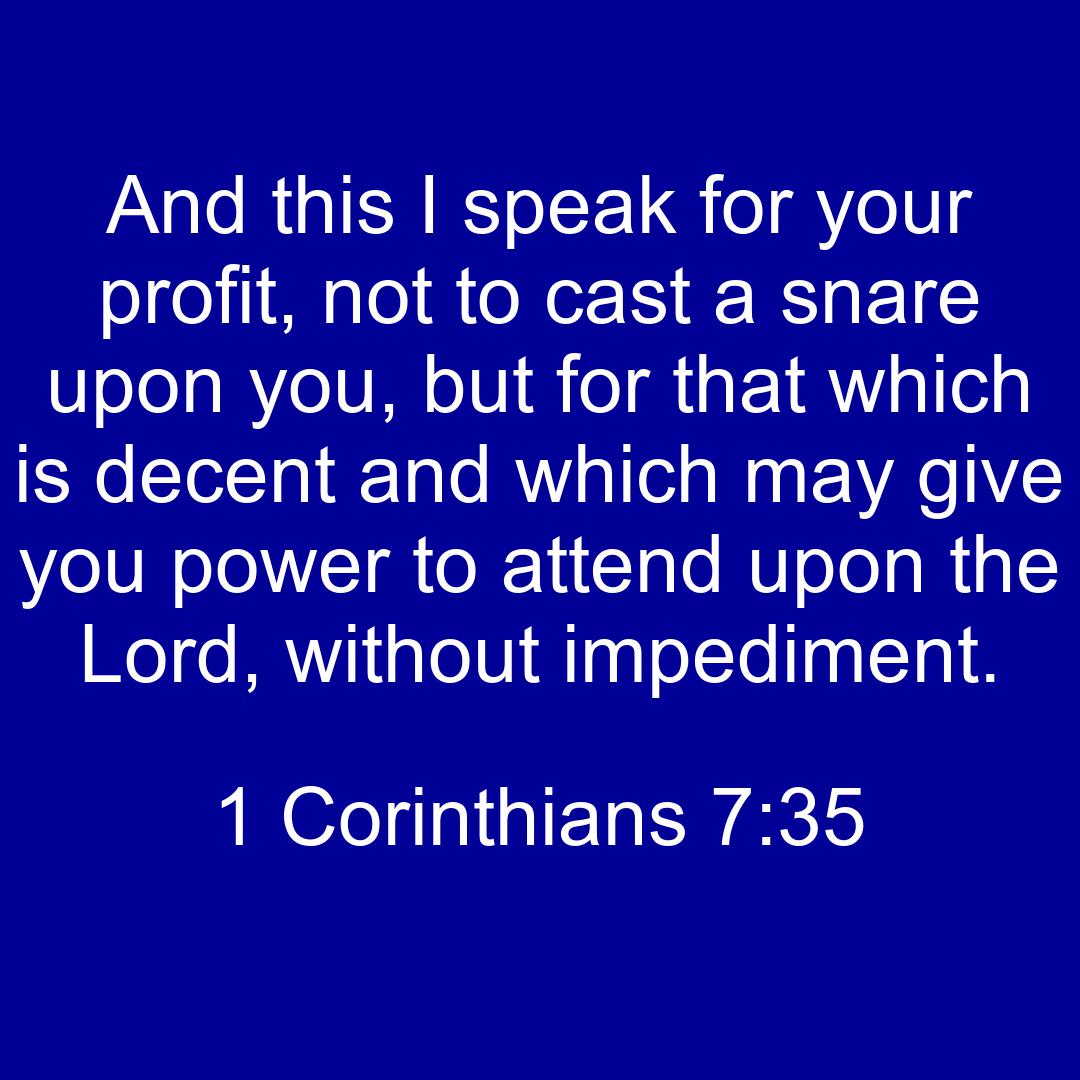 And this I speak for your
profit, not to cast a snare
upon you, but for that which
is decent and which may give
you power to attend upon the
Lord, without impediment.
1 Corinthians 7:35